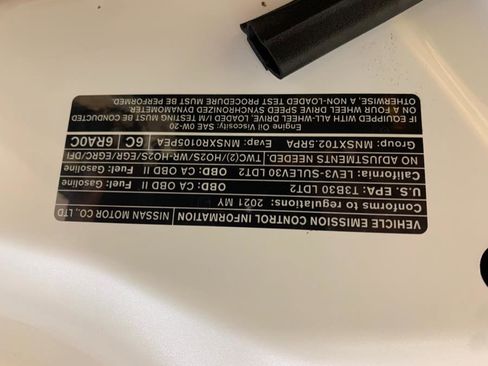 VEHICLE EMISSION CONTROL INFORMATION NISSAN MOTOR CO., LTD
Conforms to regulations: 2021 MY
U.S. EPA: T3B30 LDT2 OBD: CA OBD II Fuel: Gasoline
California: LEV3-SULEV30 LDT2 OBD: CA OBD II Fuel: Gasoline
NO ADJUSTMENTS NEEDED. TWC(2)/HO2S/WR-HO2S/EGR/EGRC/DFI
Group: MNSXT02.5RPA Evap: MNSXR0105PEA 6C 6RA0C
Engine Oil Viscosity: SAE 0W-20
IF EQUIPPED WITH ALL-WHEEL DRIVE, I/M TESTING MUST BE CONDUCTED
ON A FOUR WHEEL DRIVE SPEED SYNCHRONIZED DYNAMOMETER.
OTHERWISE, A NON-LOADED TEST PROCEDURE MUST BE PERFORMED.